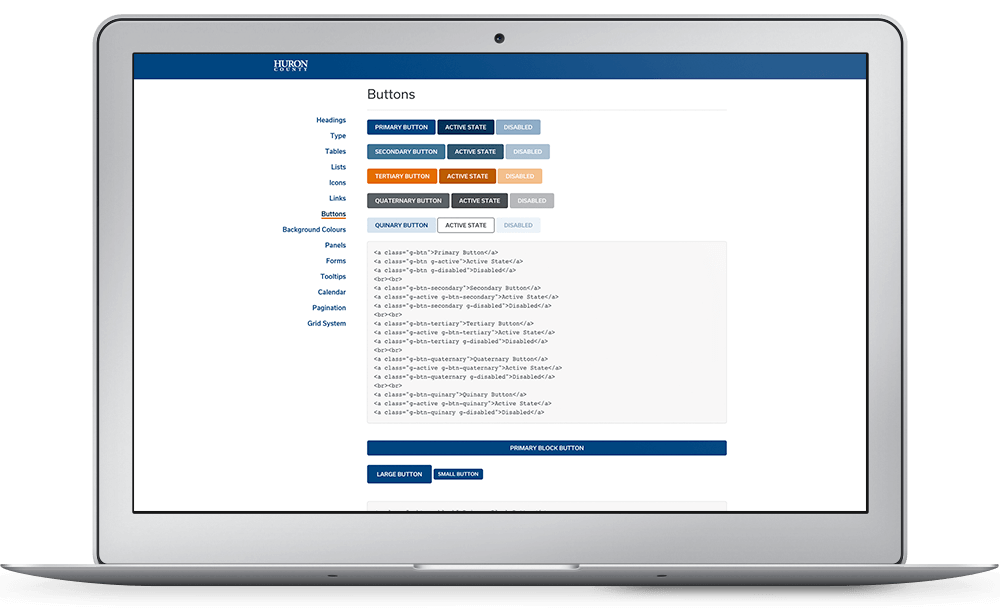 HURON
COUNTY
Buttons
Headings
Type
Tables
Lists
Icons
Links
Buttons
Background Colours
Panels
Forms
Tooltips
Calendar
Pagination
Grid System
PRIMARY BUTTON ACTIVE STATE DISABLED
SECONDARY BUTTON ACTIVE STATE DISABLED
TERTIARY BUTTON ACTIVE STATE DISABLED
QUATERNARY BUTTON ACTIVE STATE DISABLED
QUINARY BUTTON ACTIVE STATE DISABLED
<a class="g-btn">Primary Button</a>
<a class="g-btn g-active">Active State</a>
<a class="g-btn g-disabled">Disabled</a>
<br><br>
<a class="g-btn-secondary">Secondary Button</a>
<a class="g-active g-btn-secondary">Active State</a>
<a class="g-btn-secondary g-disabled">Disabled</a>
<br><br>
<a class="g-btn-tertiary">Tertiary Button</a>
<a class="g-active g-btn-tertiary">Active State</a>
<a class="g-btn-tertiary g-disabled">Disabled</a>
<br><br>
<a class="g-btn-quaternary">Quaternary Button</a>
<a class="g-active g-btn-quaternary">Active State</a>
<a class="g-btn-quaternary g-disabled">Disabled</a>
<br><br>
<a class="g-btn-quinary">Quinary Button</a>
<a class="g-active g-btn-quinary">Active State</a>
<a class="g-btn-quinary g-disabled">Disabled</a>
PRIMARY BLOCK BUTTON
LARGE BUTTON SMALL BUTTON